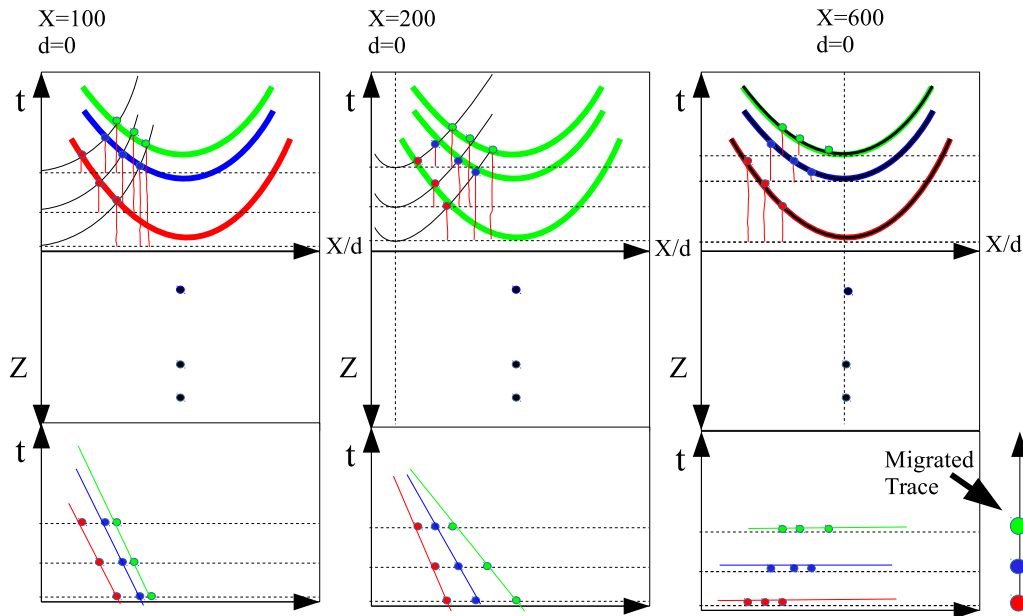 X=100
d=0
X=200
d=0
X=600
d=0
t
t
t
X/d
X/d
X/d
Z
Z
Z
t
t
t
Migrated
Trace